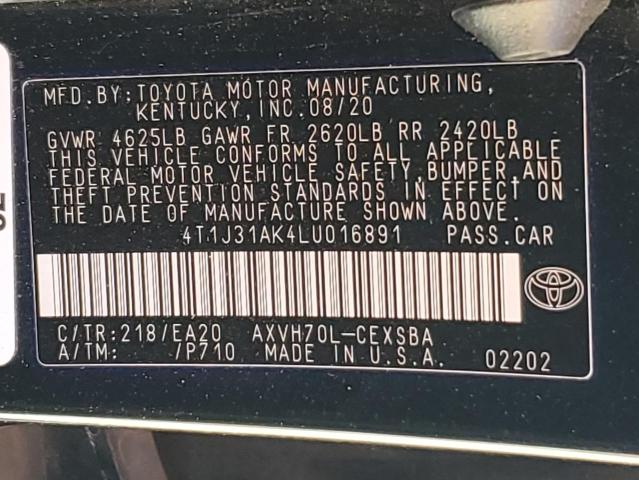 MFD. BY: TOYOTA MOTOR MANUFACTURING,
KENTUCKY, INC. 08/20
GVWR 4625LB GAWR FR 2620LB RR 2420LB
THIS VEHICLE CONFORMS TO ALL APPLICABLE
FEDERAL MOTOR VEHICLE SAFETY, BUMPER, AND
THEFT PREVENTION STANDARDS IN EFFECT ON
THE DATE OF MANUFACTURE SHOWN ABOVE.
4T1J31AK4LU016891 PASS. CAR
C/TR: 218/EA20 AXVH70L-CEXSBA
A/TM: /P710 MADE IN U.S.A. 02202